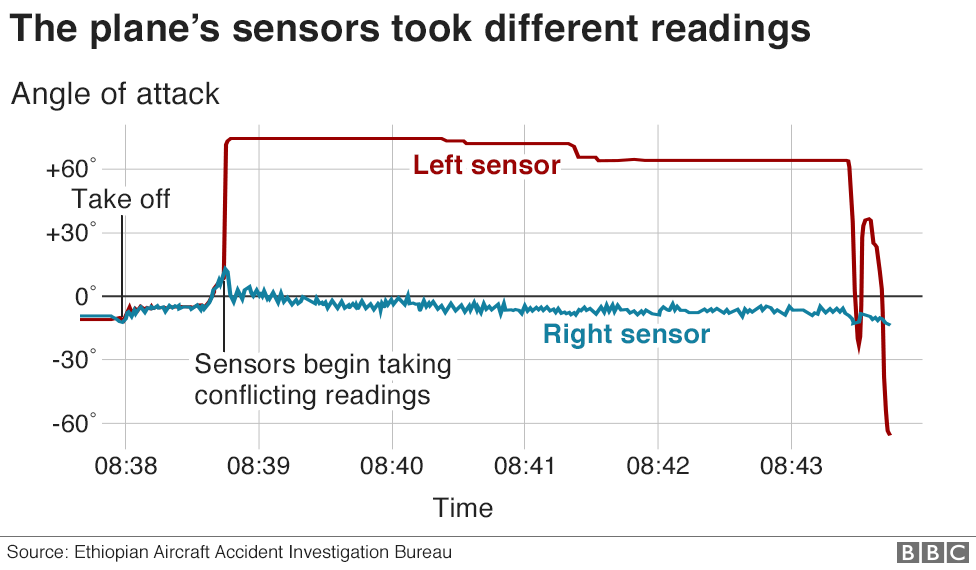 The plane’s sensors took different readings
Angle of attack
+60°
Left sensor
Take off
+30°
0°
Right sensor
-30°
Sensors begin taking
conflicting readings
-60°
08:38 08:39 08:40 08:41 08:42 08:43
Time
Source: Ethiopian Aircraft Accident Investigation Bureau
BBC